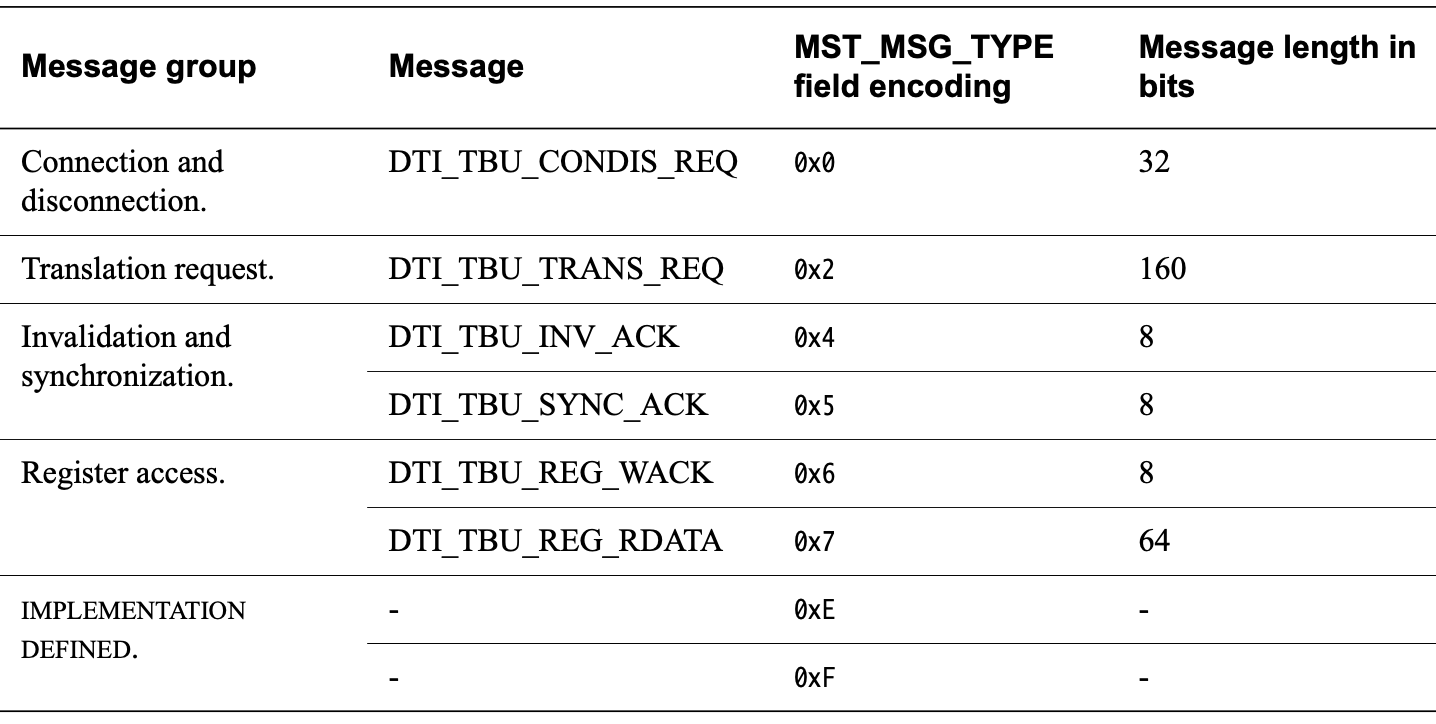 Message group Message MST_MSG_TYPE field encoding Message length in bits
Connection and disconnection. DTI_TBU_CONDIS_REQ 0x0 32
Translation request. DTI_TBU_TRANS_REQ 0x2 160
Invalidation and synchronization. DTI_TBU_INV_ACK 0x4 8
DTI_TBU_SYNC_ACK 0x5 8
Register access. DTI_TBU_REG_WACK 0x6 8
DTI_TBU_REG_RDATA 0x7 64
IMPLEMENTATION DEFINED. - 0xE -
- 0xF -